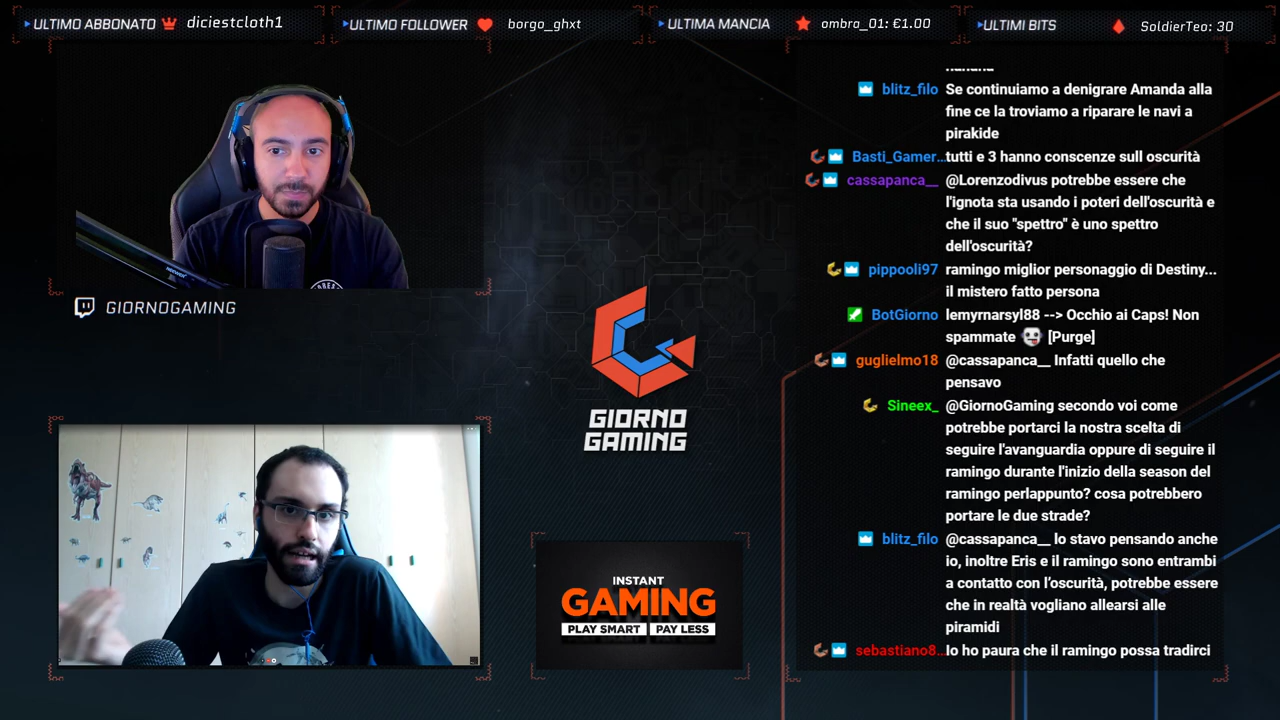 ULTIMO ABBONATO diciestcloth1
ULTIMO FOLLOWER borgo_ghxt
ULTIMA MANCIA ombra_01: €1.00
ULTIMI BITS SoldierTea: 30
GIORNOGAMING
GIORNO
GAMING
INSTANT
GAMING
PLAY SMART PAY LESS
blitz_filo Se continuiamo a denigrare Amanda alla
fine ce la troviamo a riparare le navi a
pirakide
Basti_Gamer... tutti e 3 hanno conscenze sull oscurità
cassapanca__ @Lorenzodivus potrebbe essere che
l'ignota sta usando i poteri dell'oscurità e
che il suo "spettro" è uno spettro
dell'oscurità?
pippooli97 ramingo miglior personaggio di Destiny...
il mistero fatto persona
BotGiorno lemyrnarsyl88 --> Occhio ai Caps! Non
spammate [Purge]
guglielmo18 @cassapanca__ Infatti quello che
pensavo
Sineex_ @GiornoGaming secondo voi come
potrebbe portarci la nostra scelta di
seguire l'avanguardia oppure di seguire il
ramingo durante l'inizio della season del
ramingo perlappunto? cosa potrebbero
portare le due strade?
blitz_filo @cassapanca__ lo stavo pensando anche
io, inoltre Eris e il ramingo sono entrambi
a contatto con l'oscurità, potrebbe essere
che in realtà vogliano allearsi alle
piramidi
sebastiano8... Io ho paura che il ramingo possa tradirci